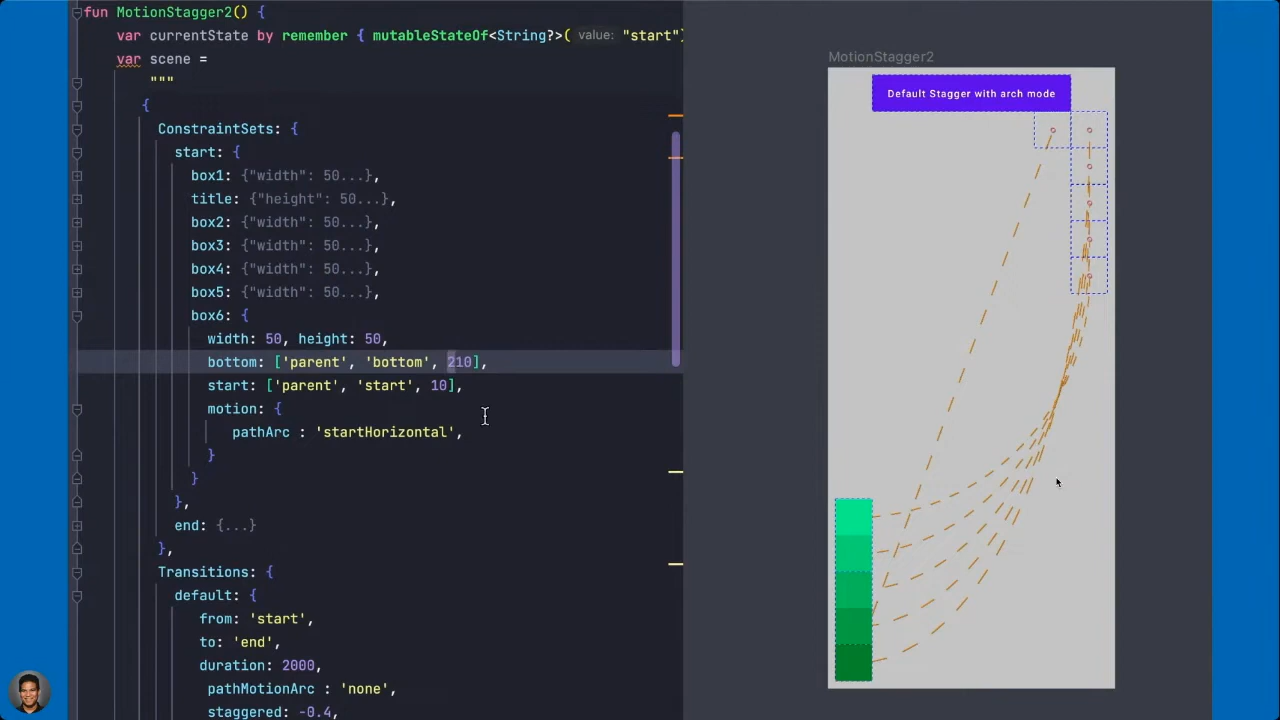 fun MotionStagger2() {
var currentState by remember { mutableStateOf<String?>( value: "start")
var scene =
"""
{
ConstraintSets: {
start: {
box1: {"width": 50...},
title: {"height": 50...},
box2: {"width": 50...},
box3: {"width": 50...},
box4: {"width": 50...},
box5: {"width": 50...},
box6: {
width: 50, height: 50,
bottom: ['parent', 'bottom', 210],
start: ['parent', 'start', 10],
motion: {
pathArc : 'startHorizontal',
}
}
},
end: {...}
},
Transitions: {
default: {
from: 'start',
to: 'end',
duration: 2000,
pathMotionArc : 'none',
staggered: -0.4,
MotionStagger2
Default Stagger with arch mode